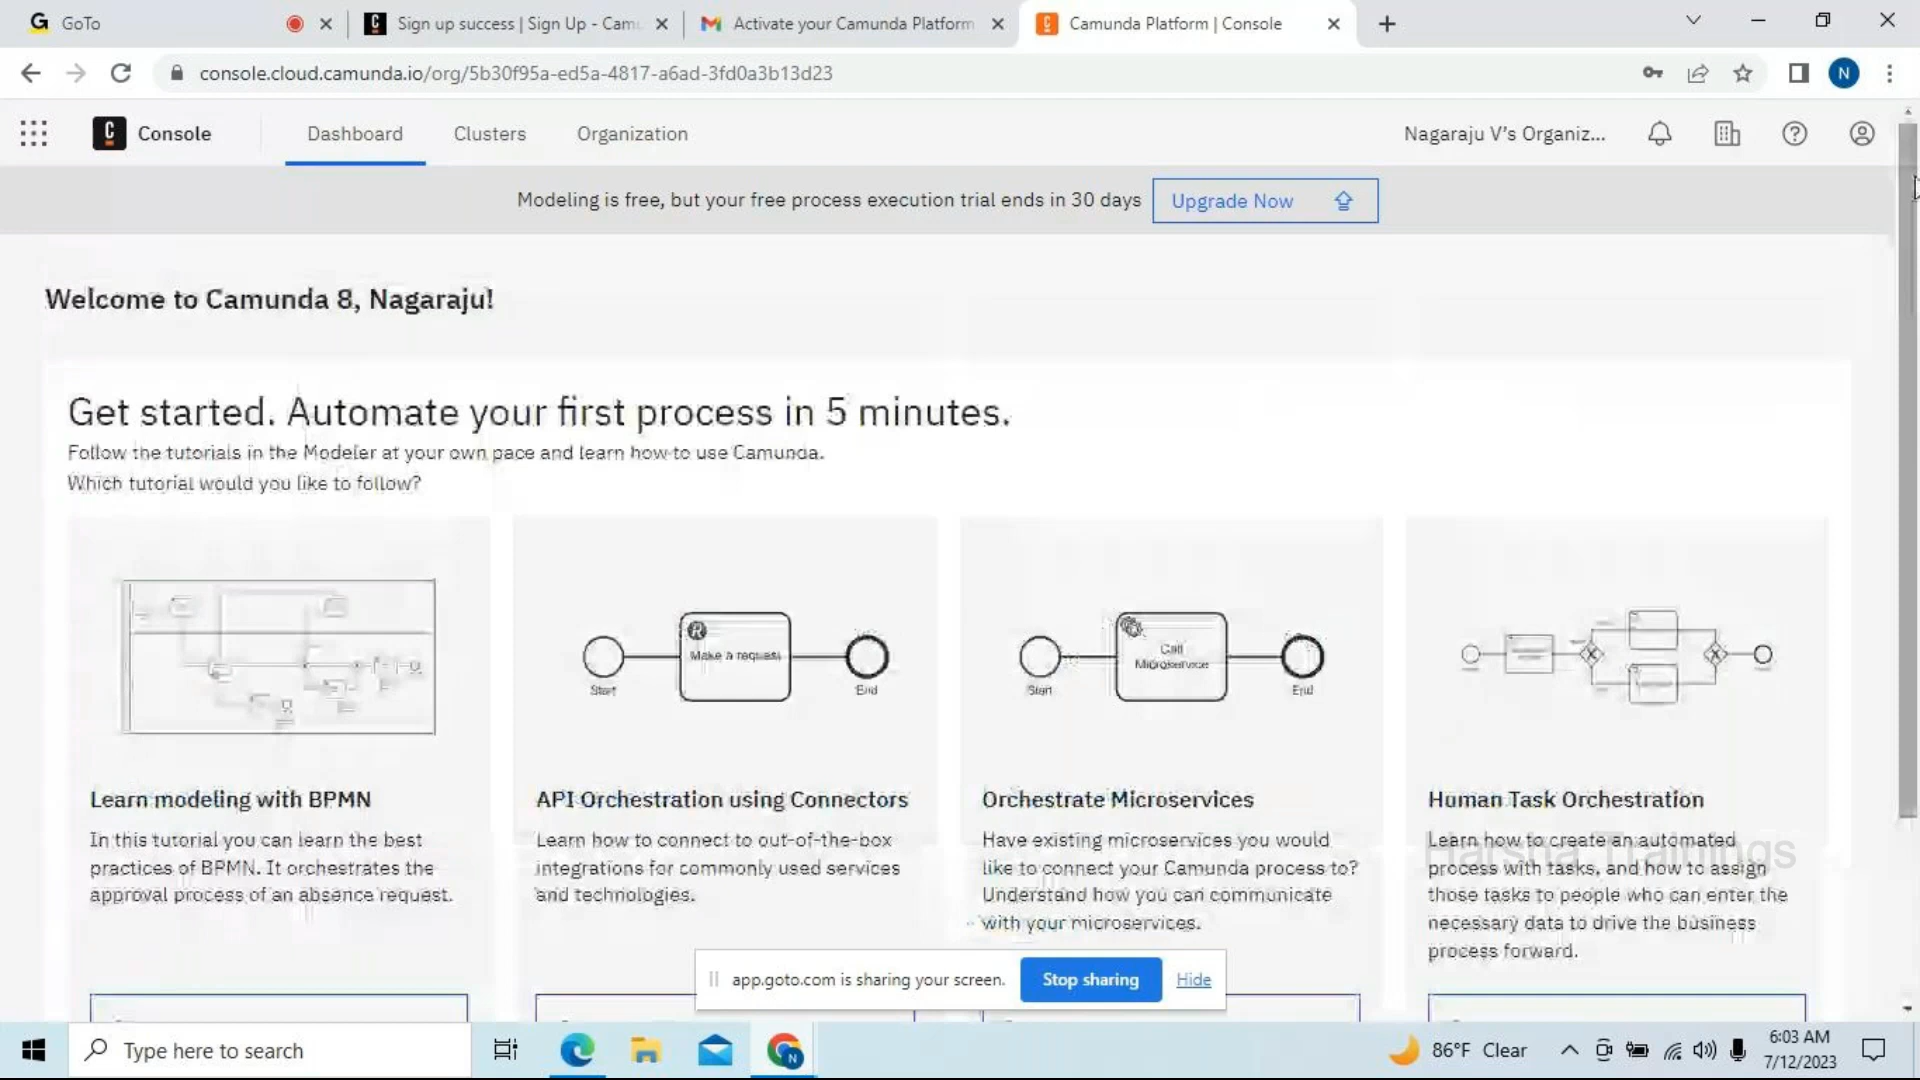 GoTo
Sign up success | Sign Up - Cam
Activate your Camunda Platform
Camunda Platform | Console
console.cloud.camunda.io/org/5b30f95a-ed5a-4817-a6ad-3fd0a3b13d23
N
Console
Dashboard
Clusters
Organization
Nagaraju V's Organiz...
Modeling is free, but your free process execution trial ends in 30 days
Upgrade Now
Welcome to Camunda 8, Nagaraju!
Get started. Automate your first process in 5 minutes.
Follow the tutorials in the Modeler at your own pace and learn how to use Camunda.
Which tutorial would you like to follow?
Start
Make a request
End
Start
Call
Microservice
End
Learn modeling with BPMN
In this tutorial you can learn the best
practices of BPMN. It orchestrates the
approval process of an absence request.
API Orchestration using Connectors
Learn how to connect to out-of-the-box
integrations for commonly used services
and technologies.
Orchestrate Microservices
Have existing microservices you would
like to connect your Camunda process to?
Understand how you can communicate
with your microservices.
Human Task Orchestration
Learn how to create an automated
process with tasks, and how to assign
those tasks to people who can enter the
necessary data to drive the business
process forward.
Harsha Trainings
app.goto.com is sharing your screen.
Stop sharing
Hide
Type here to search
86°F Clear
6:03 AM
7/12/2023